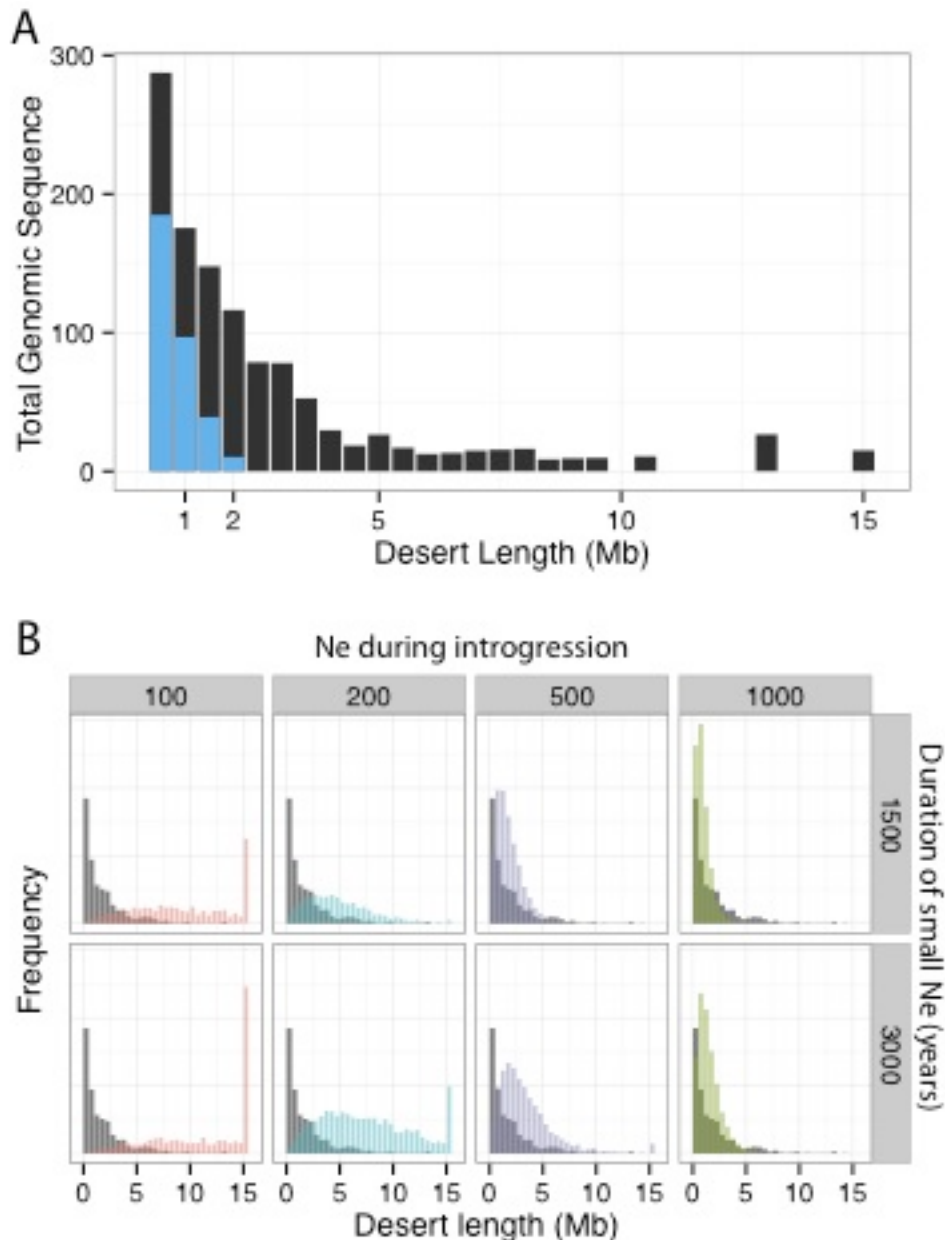 A
Total Genomic Sequence
300
200
100
0
1 2 5 10 15
Desert Length (Mb)
B
Ne during introgression
100 200 500 1000
Frequency
1500
3000
Duration of small Ne (years)
0 5 10 15 0 5 10 15 0 5 10 15 0 5 10 15
Desert length (Mb)